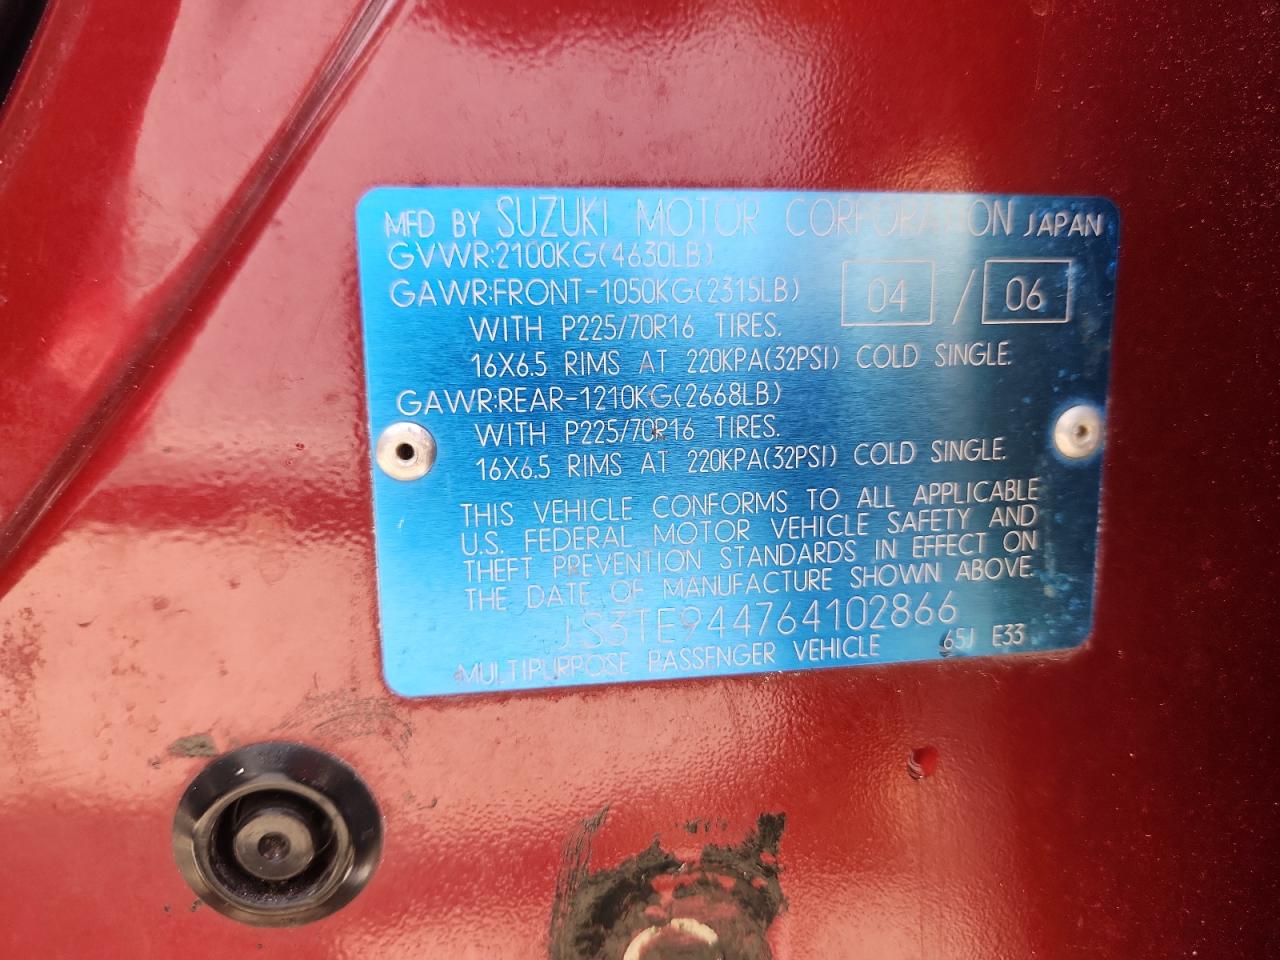 MFD BY SUZUKI MOTOR CORPORATION JAPAN
GVWR:2100KG(4630LB)
GAWR:FRONT-1050KG(2315LB) 04 / 06
WITH P225/70R16 TIRES.
16X6.5 RIMS AT 220KPA(32PSI) COLD SINGLE.
GAWR:REAR-1210KG(2668LB)
WITH P225/70R16 TIRES.
16X6.5 RIMS AT 220KPA(32PSI) COLD SINGLE.
THIS VEHICLE CONFORMS TO ALL APPLICABLE
U.S. FEDERAL MOTOR VEHICLE SAFETY AND
THEFT PREVENTION STANDARDS IN EFFECT ON
THE DATE OF MANUFACTURE SHOWN ABOVE.
JS3TE944764102866
MULTIPURPOSE PASSENGER VEHICLE 65J E33